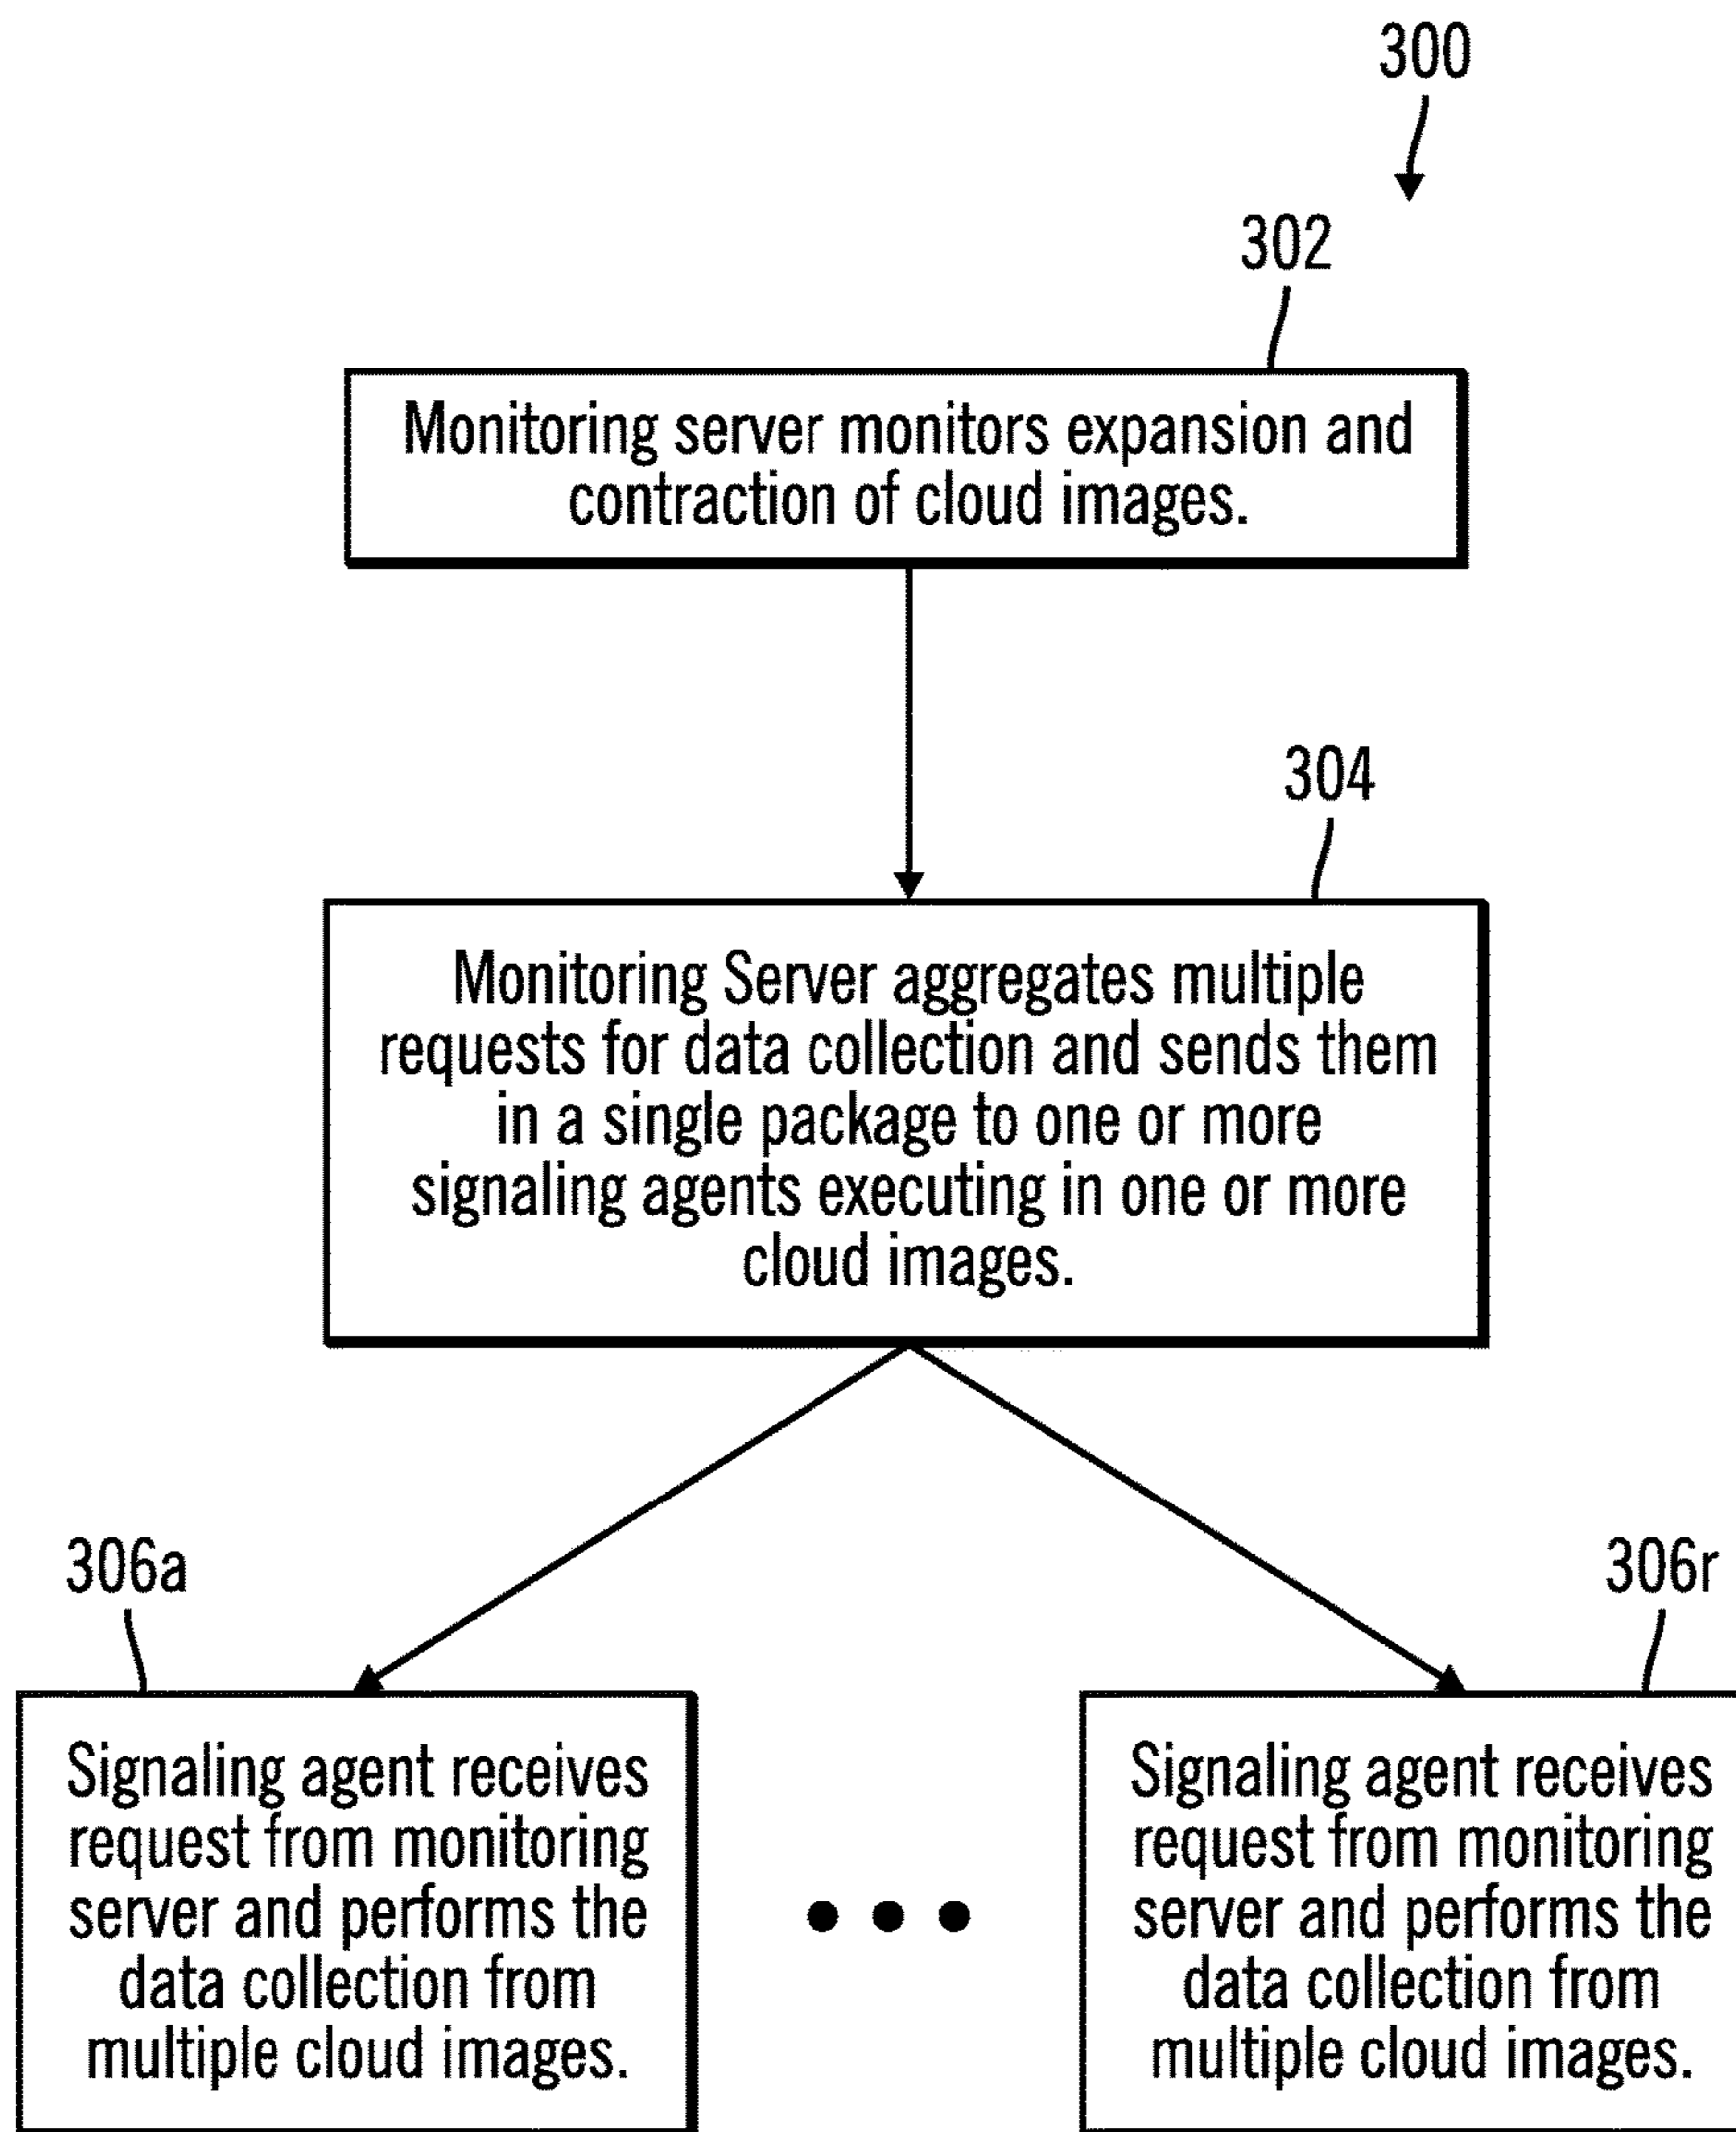 300
302
Monitoring server monitors expansion and
contraction of cloud images.
304
Monitoring Server aggregates multiple
requests for data collection and sends them
in a single package to one or more
signaling agents executing in one or more
cloud images.
306a
Signaling agent receives
request from monitoring
server and performs the
data collection from
multiple cloud images.
306r
Signaling agent receives
request from monitoring
server and performs the
data collection from
multiple cloud images.